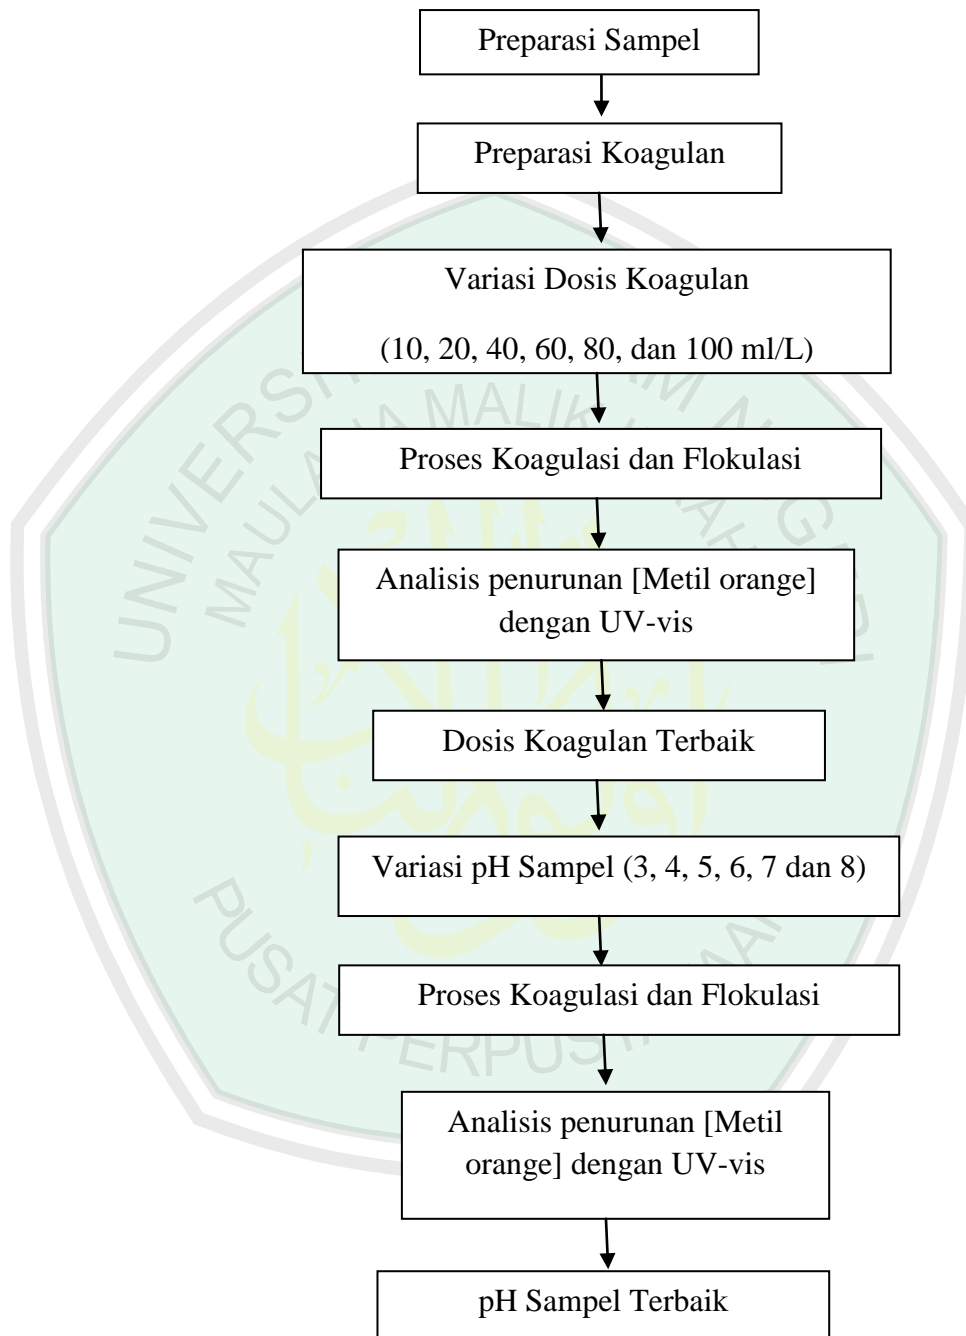 Preparasi Sampel
Preparasi Koagulan
Variasi Dosis Koagulan
(10, 20, 40, 60, 80, dan 100 ml/L)
Proses Koagulasi dan Flokulasi
Analisis penurunan [Metil orange]
dengan UV-vis
Dosis Koagulan Terbaik
Variasi pH Sampel (3, 4, 5, 6, 7 dan 8)
Proses Koagulasi dan Flokulasi
Analisis penurunan [Metil
orange] dengan UV-vis
pH Sampel Terbaik